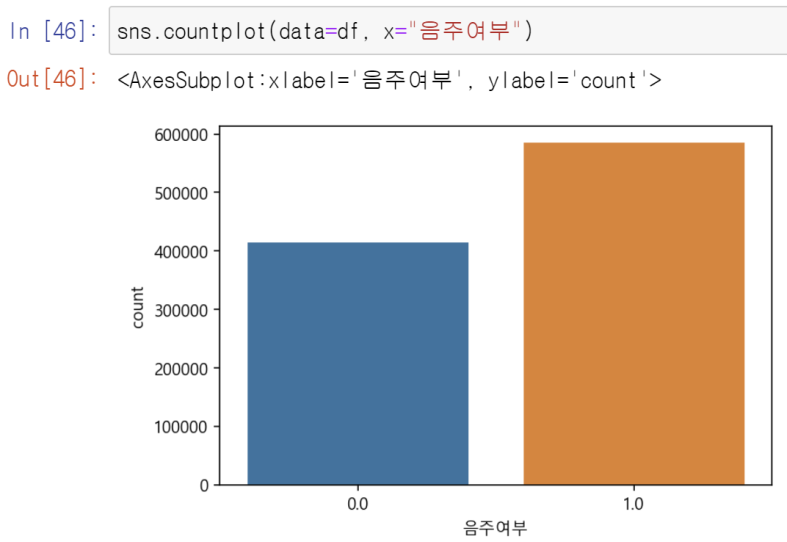 In [46]: sns.countplot(data=df, x="음주여부")
Out[46]: <AxesSubplot:xlabel='음주여부', ylabel='count'>
600000
500000
400000
300000
200000
100000
0
count
0.0 1.0
음주여부